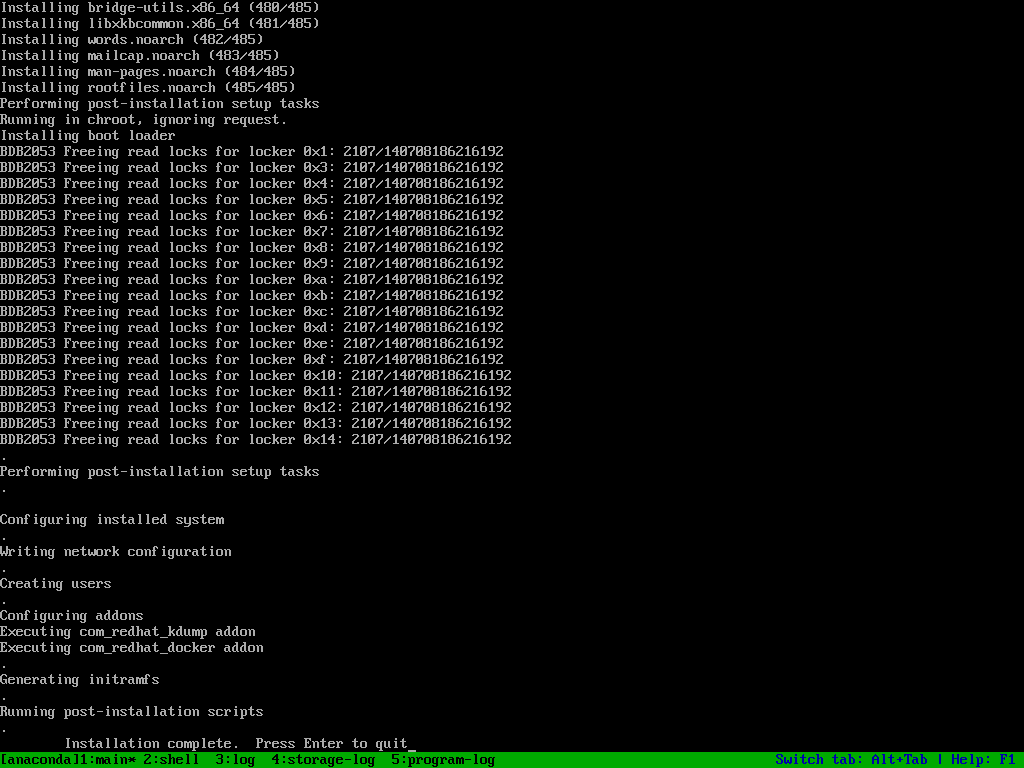 Installing bridge-utils.x86_64 (480/485)
Installing libxkbcommon.x86_64 (481/485)
Installing words.noarch (482/485)
Installing mailcap.noarch (483/485)
Installing man-pages.noarch (484/485)
Installing rootfiles.noarch (485/485)
Performing post-installation setup tasks
Running in chroot, ignoring request.
Installing boot loader
BDB2053 Freeing read locks for locker 0x1: 2107/140708186216192
BDB2053 Freeing read locks for locker 0x3: 2107/140708186216192
BDB2053 Freeing read locks for locker 0x4: 2107/140708186216192
BDB2053 Freeing read locks for locker 0x5: 2107/140708186216192
BDB2053 Freeing read locks for locker 0x6: 2107/140708186216192
BDB2053 Freeing read locks for locker 0x7: 2107/140708186216192
BDB2053 Freeing read locks for locker 0x8: 2107/140708186216192
BDB2053 Freeing read locks for locker 0x9: 2107/140708186216192
BDB2053 Freeing read locks for locker 0xa: 2107/140708186216192
BDB2053 Freeing read locks for locker 0xb: 2107/140708186216192
BDB2053 Freeing read locks for locker 0xc: 2107/140708186216192
BDB2053 Freeing read locks for locker 0xd: 2107/140708186216192
BDB2053 Freeing read locks for locker 0xe: 2107/140708186216192
BDB2053 Freeing read locks for locker 0xf: 2107/140708186216192
BDB2053 Freeing read locks for locker 0x10: 2107/140708186216192
BDB2053 Freeing read locks for locker 0x11: 2107/140708186216192
BDB2053 Freeing read locks for locker 0x12: 2107/140708186216192
BDB2053 Freeing read locks for locker 0x13: 2107/140708186216192
BDB2053 Freeing read locks for locker 0x14: 2107/140708186216192
.
Performing post-installation setup tasks
.
Configuring installed system
.
Writing network configuration
.
Creating users
.
Configuring addons
Executing com_redhat_kdump addon
Executing com_redhat_docker addon
.
Generating initramfs
.
Running post-installation scripts
.
Installation complete.  Press Enter to quit_
[anaconda]1:main* 2:shell  3:log  4:storage-log  5:program-log Switch tab: Alt+Tab | Help: F1